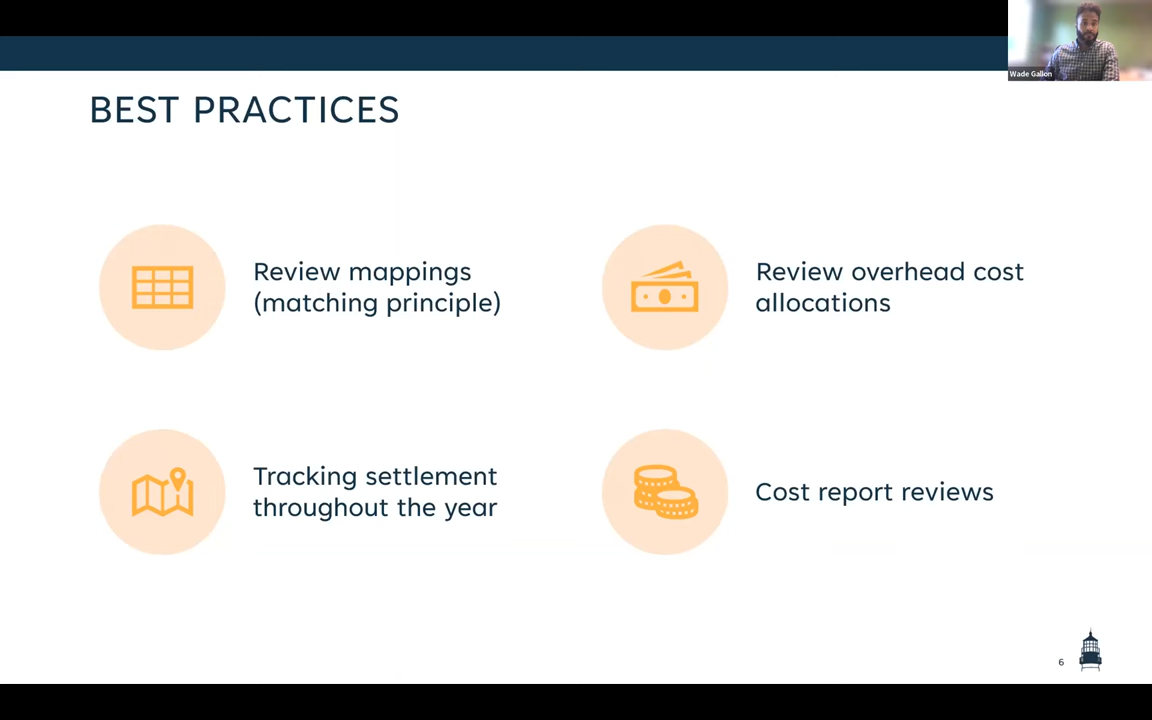 Wade Gallon
BEST PRACTICES
Review mappings
(matching principle)
Review overhead cost
allocations
Tracking settlement
throughout the year
Cost report reviews
6